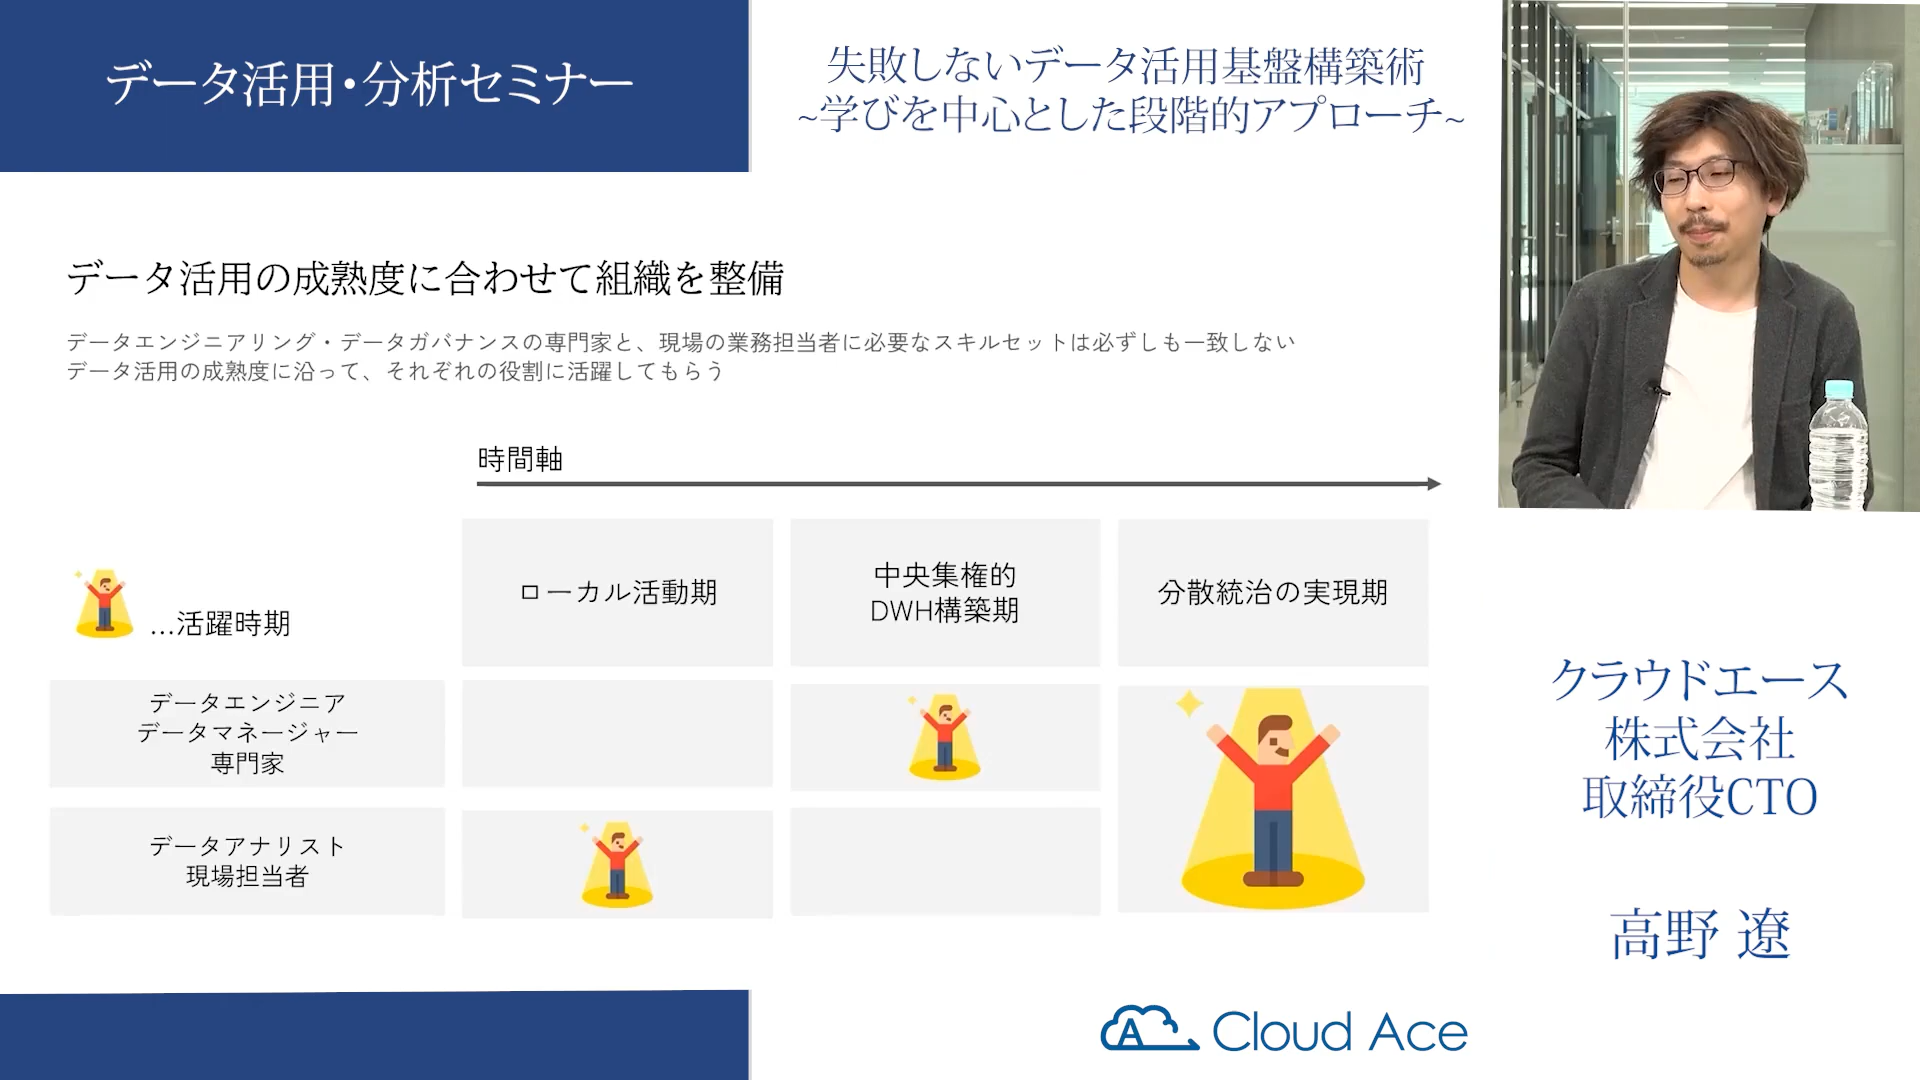 データ活用・分析セミナー
失敗しないデータ活用基盤構築術
~学びを中心とした段階的アプローチ~
データ活用の成熟度に合わせて組織を整備
データエンジニアリング・データガバナンスの専門家と、現場の業務担当者に必要なスキルセットは必ずしも一致しない
データ活用の成熟度に沿って、それぞれの役割に活躍してもらう
時間軸
...活躍時期
ローカル活動期
中央集権的
DWH構築期
分散統治の実現期
データエンジニア
データマネージャー
専門家
データアナリスト
現場担当者
クラウドエース
株式会社
取締役CTO
高野 遼
A Cloud Ace